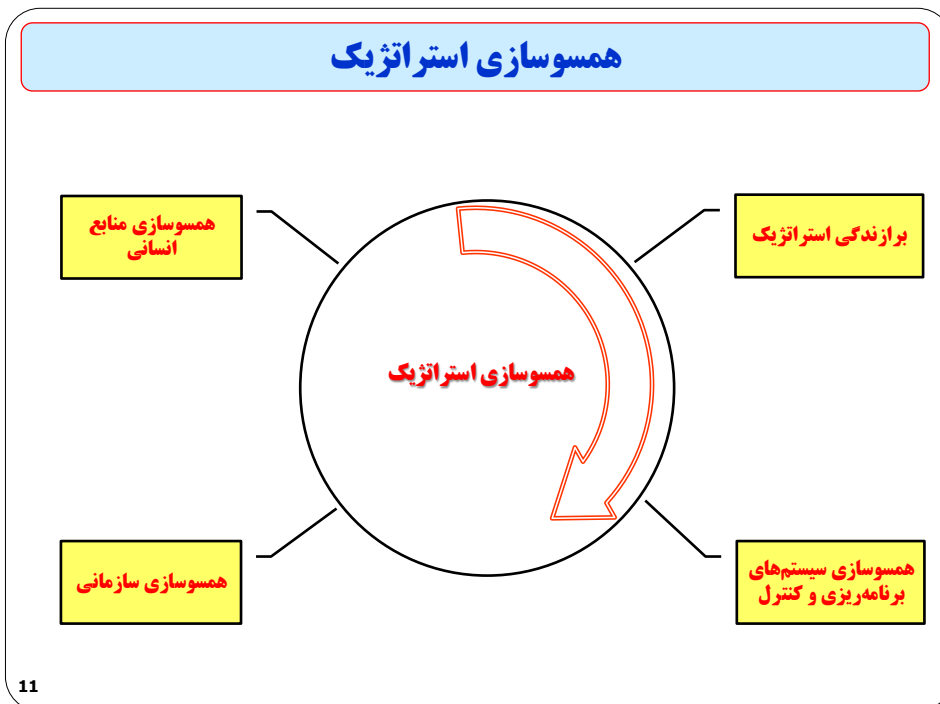 همسوسازی استراتژیک
برازندگی استراتژیک
همسوسازی منابع
انسانی
همسوسازی استراتژیک
همسوسازی سیستم‌های
برنامه‌ریزی و کنترل
همسوسازی سازمانی
11